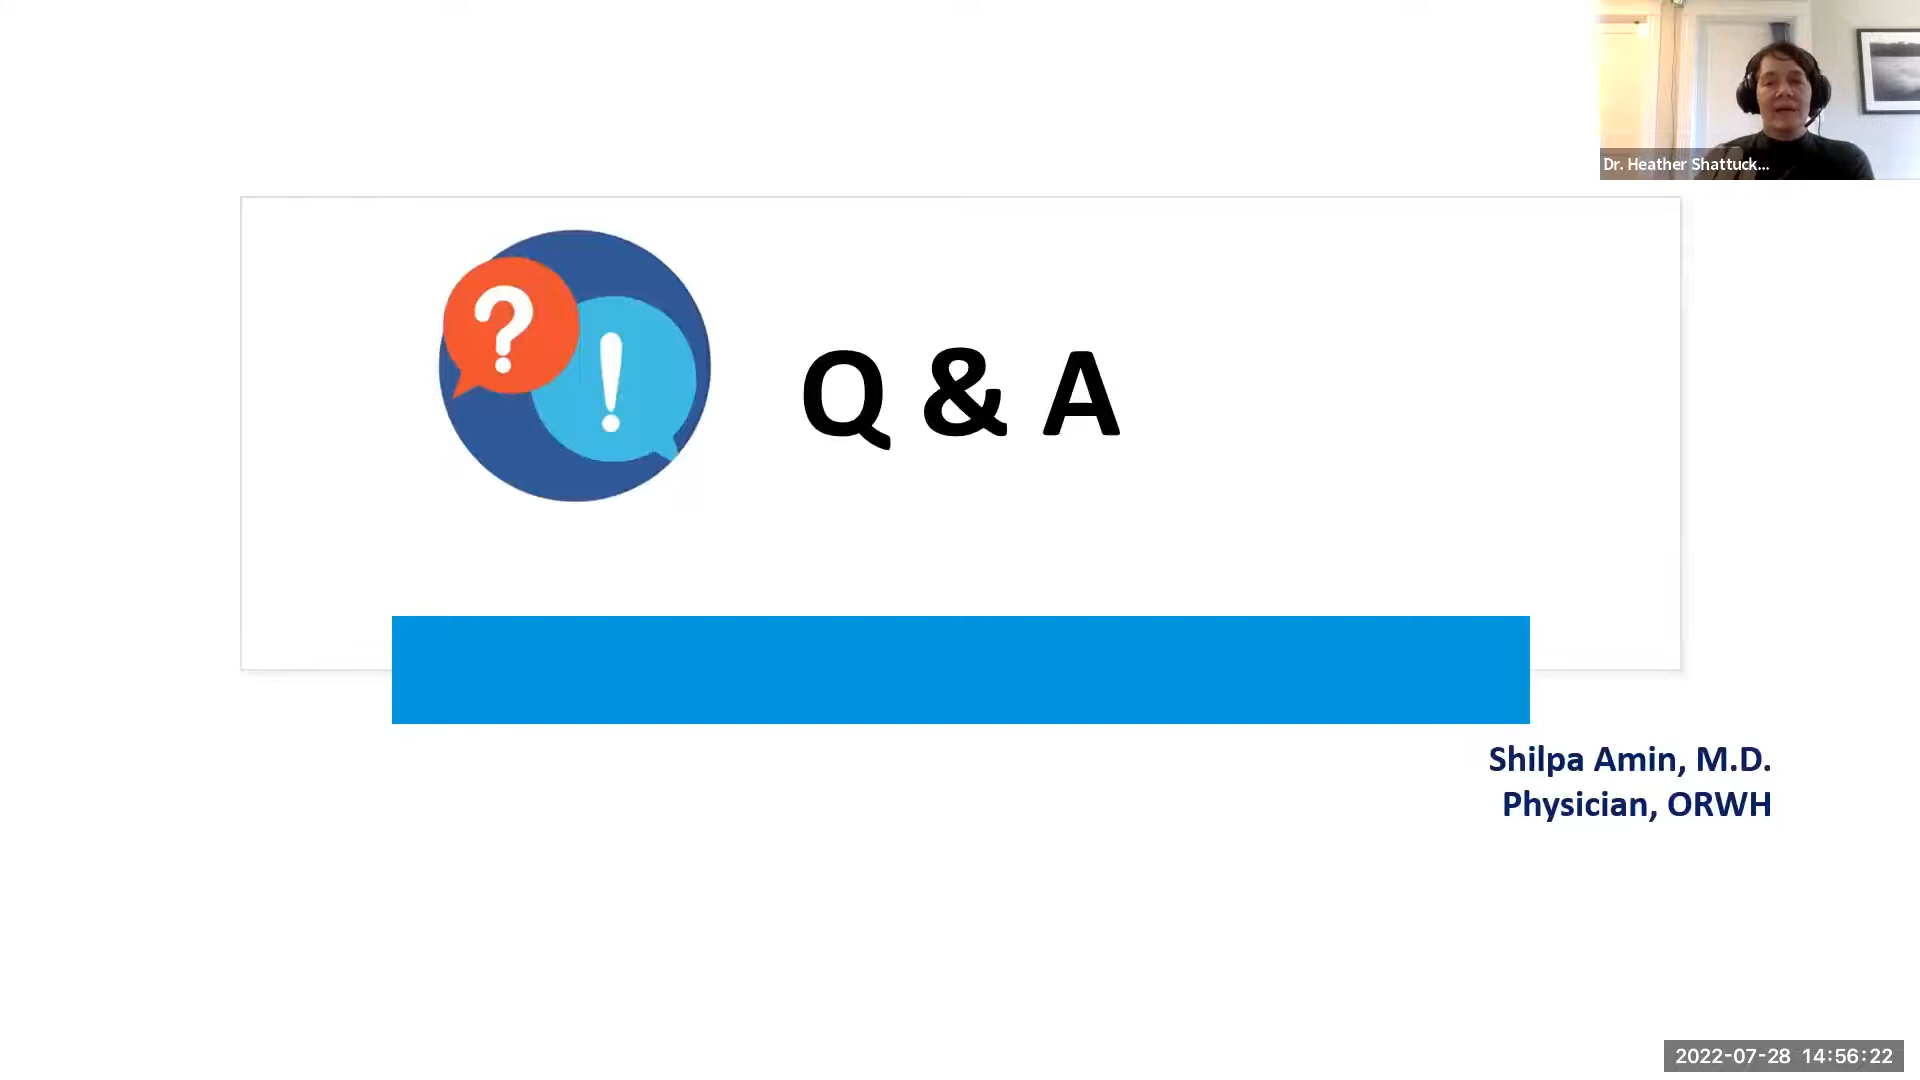 Dr. Heather Shattuck...
?
!
Q & A
Shilpa Amin, M.D.
Physician, ORWH
2022-07-28 14:56:22